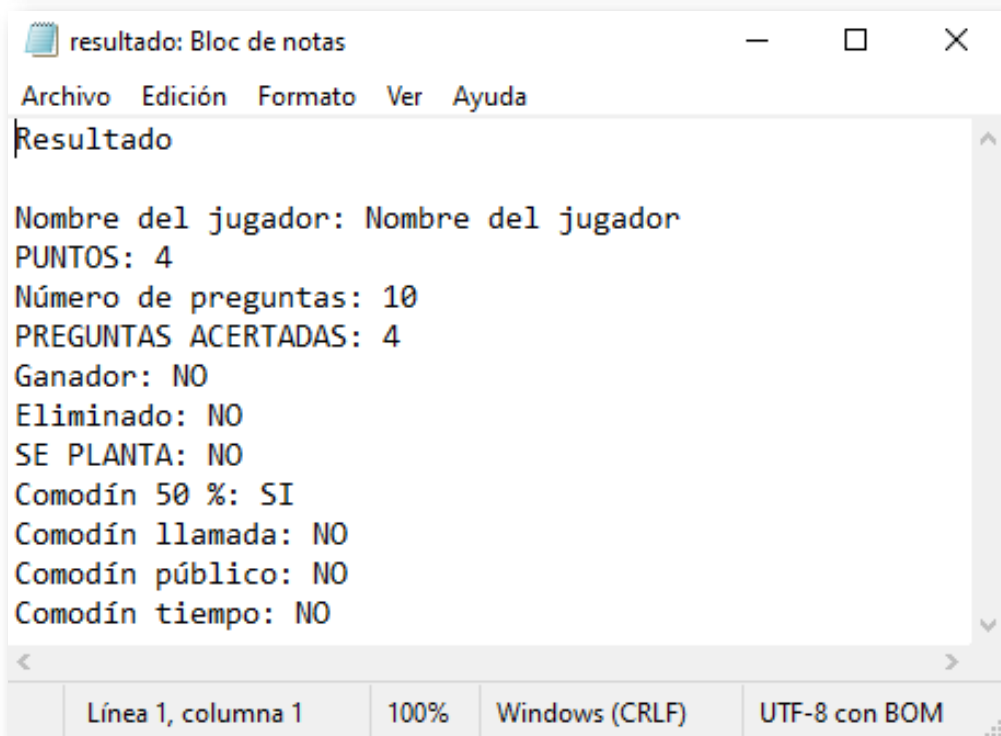 resultado: Bloc de notas
Archivo Edición Formato Ver Ayuda
Resultado
Nombre del jugador: Nombre del jugador
PUNTOS: 4
Número de preguntas: 10
PREGUNTAS ACERTADAS: 4
Ganador: NO
Eliminado: NO
SE PLANTA: NO
Comodín 50 %: SI
Comodín llamada: NO
Comodín público: NO
Comodín tiempo: NO
Línea 1, columna 1 100% Windows (CRLF) UTF-8 con BOM